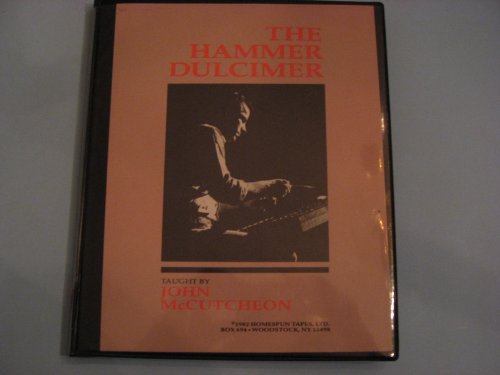 THE
HAMMER
DULCIMER
TAUGHT BY
JOHN
McCUTCHEON
©1982 HOMESPUN TAPES, LTD.
BOX 694 • WOODSTOCK, NY 12498